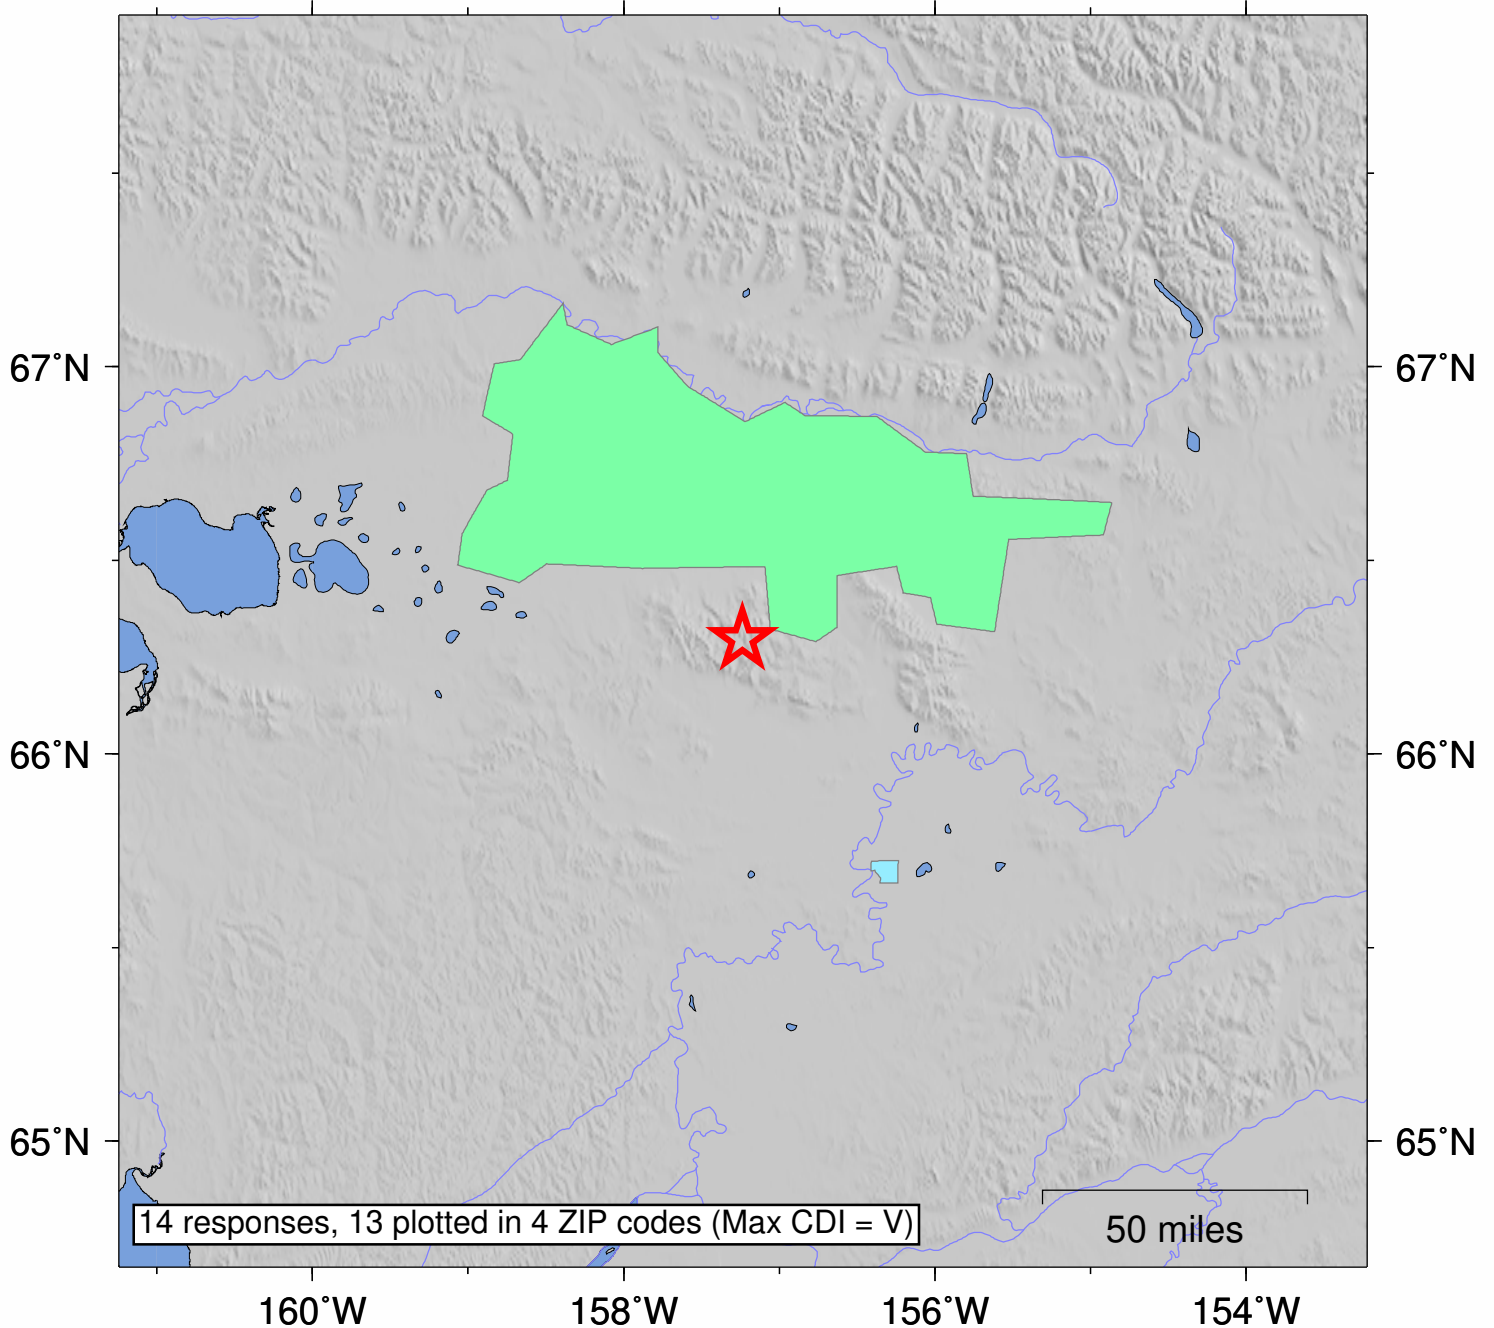 67˚N 67˚N
66˚N 66˚N
65˚N 65˚N
14 responses, 13 plotted in 4 ZIP codes (Max CDI = V)
50 miles
160˚W 158˚W 156˚W 154˚W